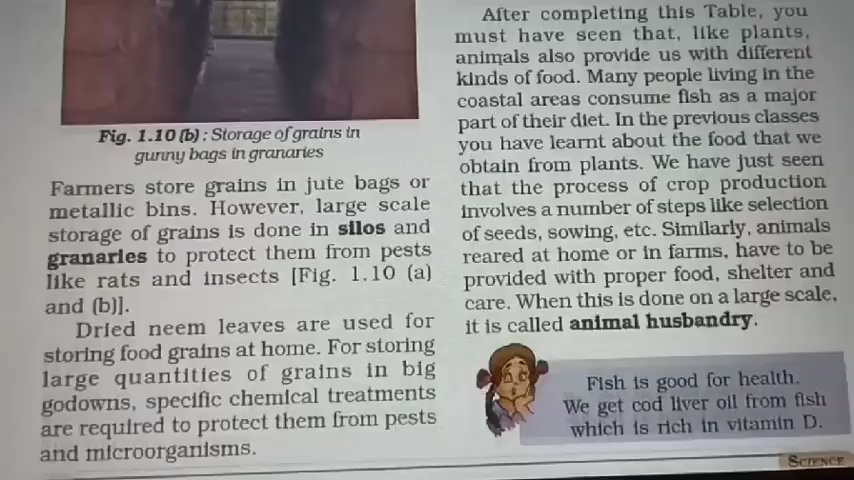 Fig. 1.10 (b) : Storage of grains in
gunny bags in granaries
Farmers store grains in jute bags or
metallic bins. However, large scale
storage of grains is done in silos and
granaries to protect them from pests
like rats and insects [Fig. 1.10 (a)
and (b)].
Dried neem leaves are used for
storing food grains at home. For storing
large quantities of grains in big
godowns, specific chemical treatments
are required to protect them from pests
and microorganisms.
After completing this Table, you
must have seen that, like plants,
animals also provide us with different
kinds of food. Many people living in the
coastal areas consume fish as a major
part of their diet. In the previous classes
you have learnt about the food that we
obtain from plants. We have just seen
that the process of crop production
involves a number of steps like selection
of seeds, sowing, etc. Similarly, animals
reared at home or in farms, have to be
provided with proper food, shelter and
care. When this is done on a large scale,
it is called animal husbandry.
Fish is good for health.
We get cod liver oil from fish
which is rich in vitamin D.
SCIENCE